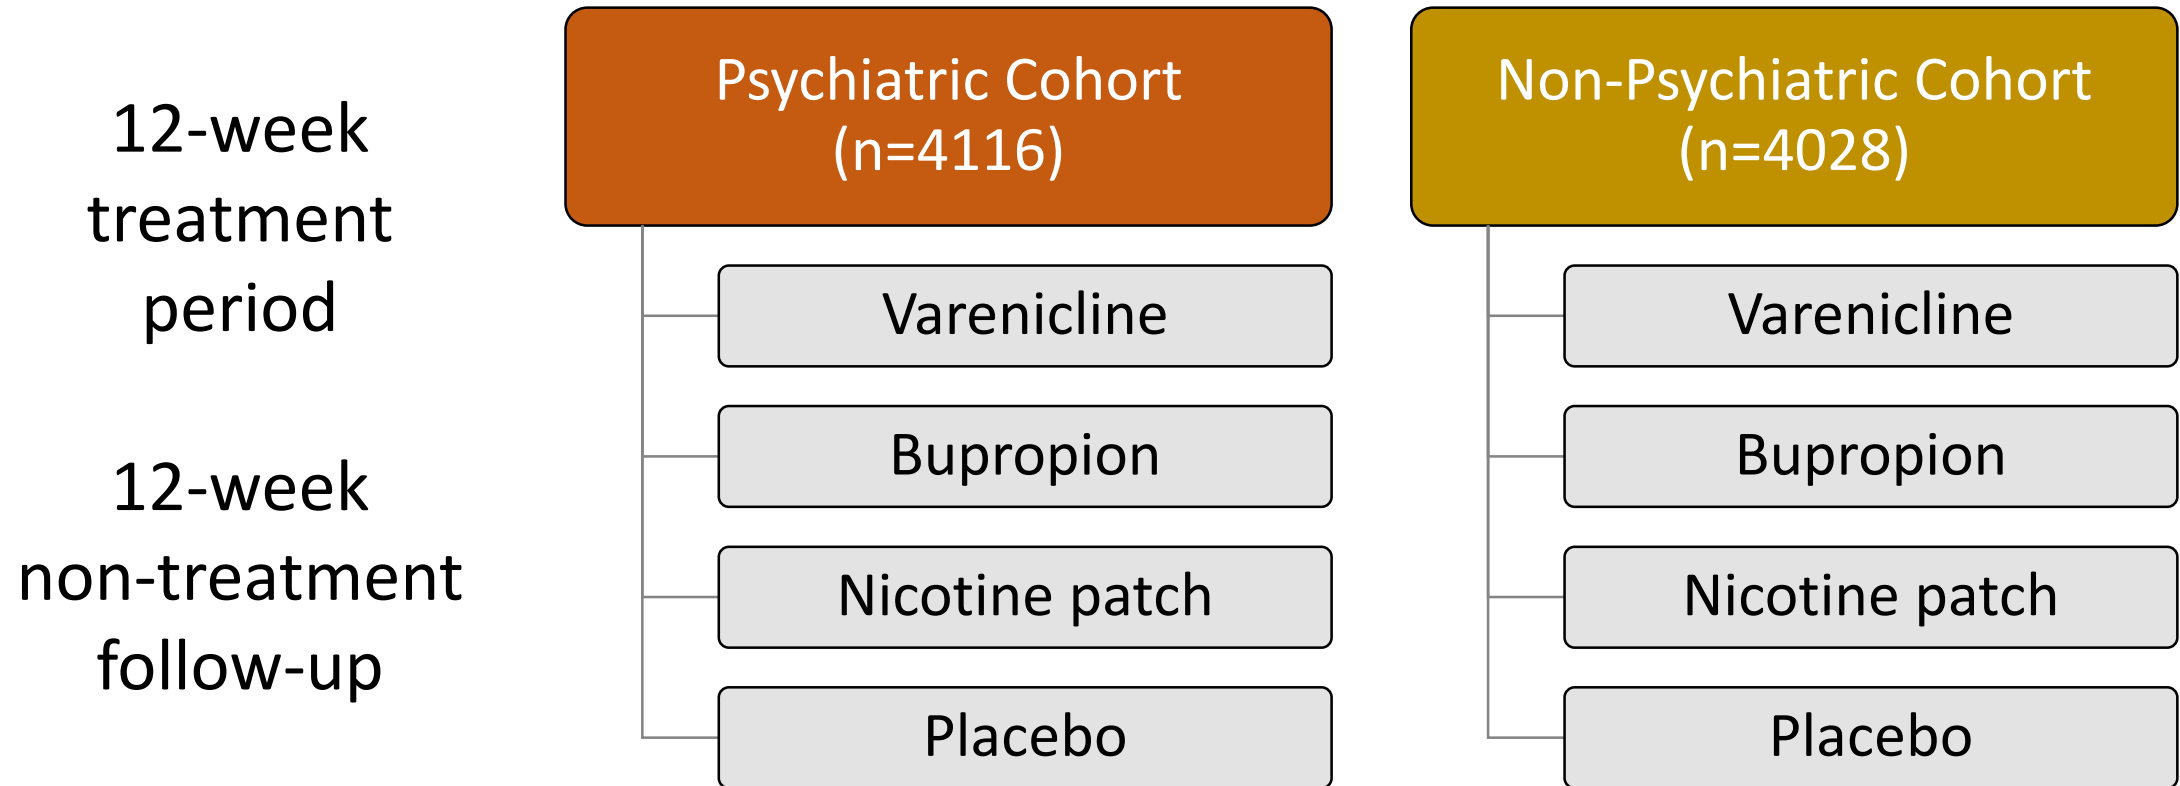 12-week
treatment
period
12-week
non-treatment
follow-up
Psychiatric Cohort
(n=4116)
Varenicline
Bupropion
Nicotine patch
Placebo
Non-Psychiatric Cohort
(n=4028)
Varenicline
Bupropion
Nicotine patch
Placebo